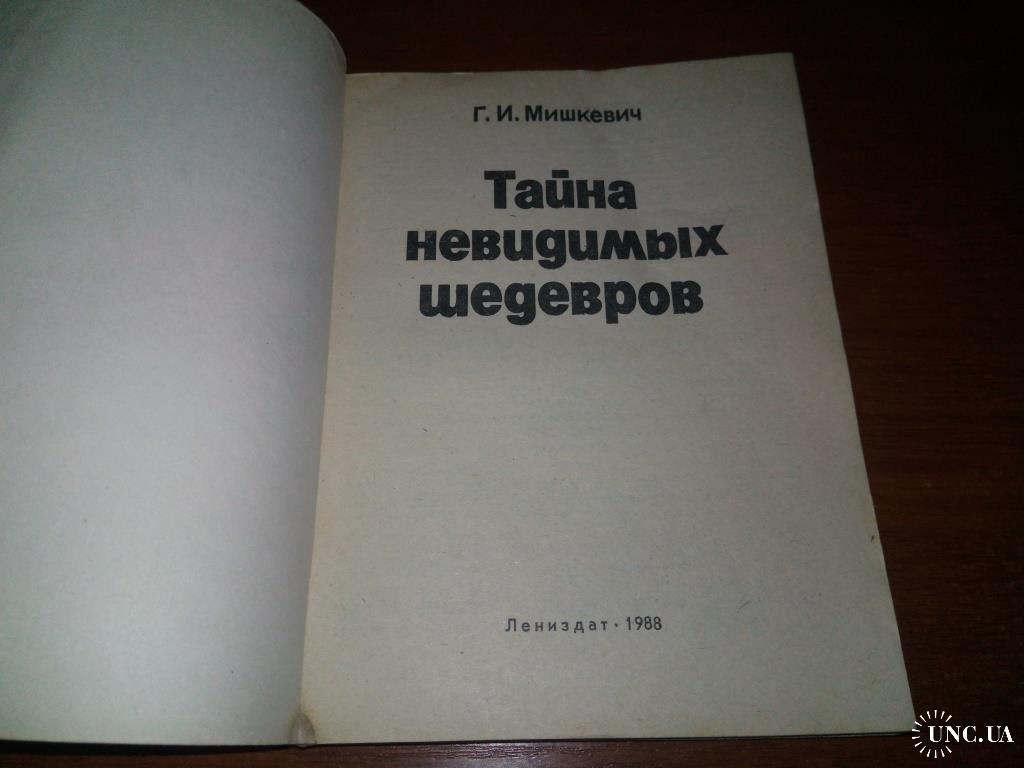 Г. И. Мишкевич
Тайна
невидимых
шедевров
Лениздат · 1988
UNC.UA